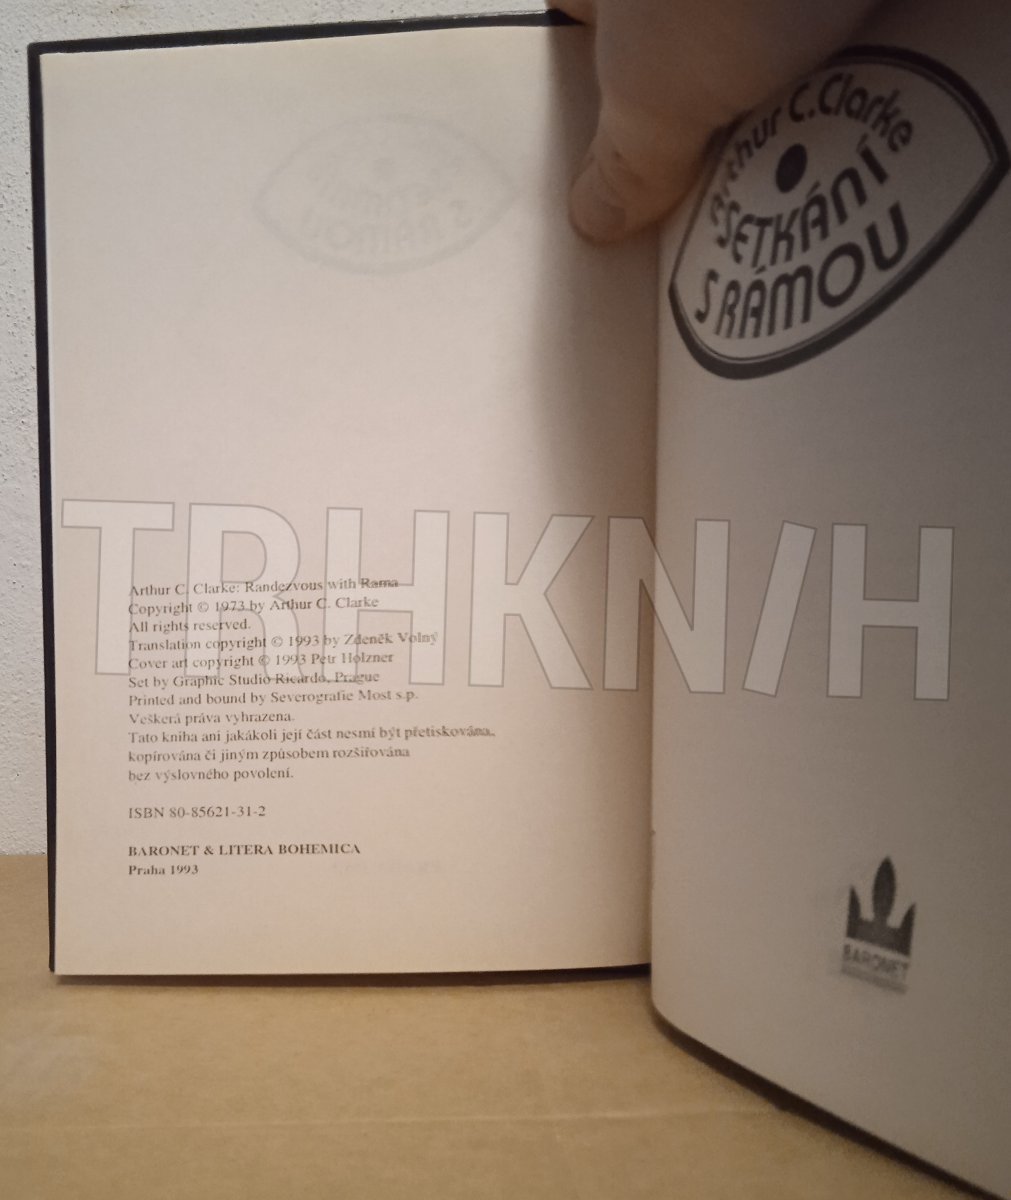 Arthur C. Clarke: Randezvous with Rama
Copyright © 1973 by Arthur C. Clarke
All rights reserved.
Translation copyright © 1993 by Zdeněk Volný
Cover art copyright © 1993 Petr Holzner
Set by Graphic Studio Ricardo, Prague
Printed and bound by Severografie Most s.p.
Veškerá práva vyhrazena.
Tato kniha ani jakákoli její část nesmí být přetiskována,
kopírována či jiným způsobem rozšiřována
bez výslovného povolení.
ISBN 80-85621-31-2
BARONET & LITERA BOHEMICA
Praha 1993
Arthur C. Clarke
SETKÁNÍ
S RÁMOU
BARONET
TRHKN/H